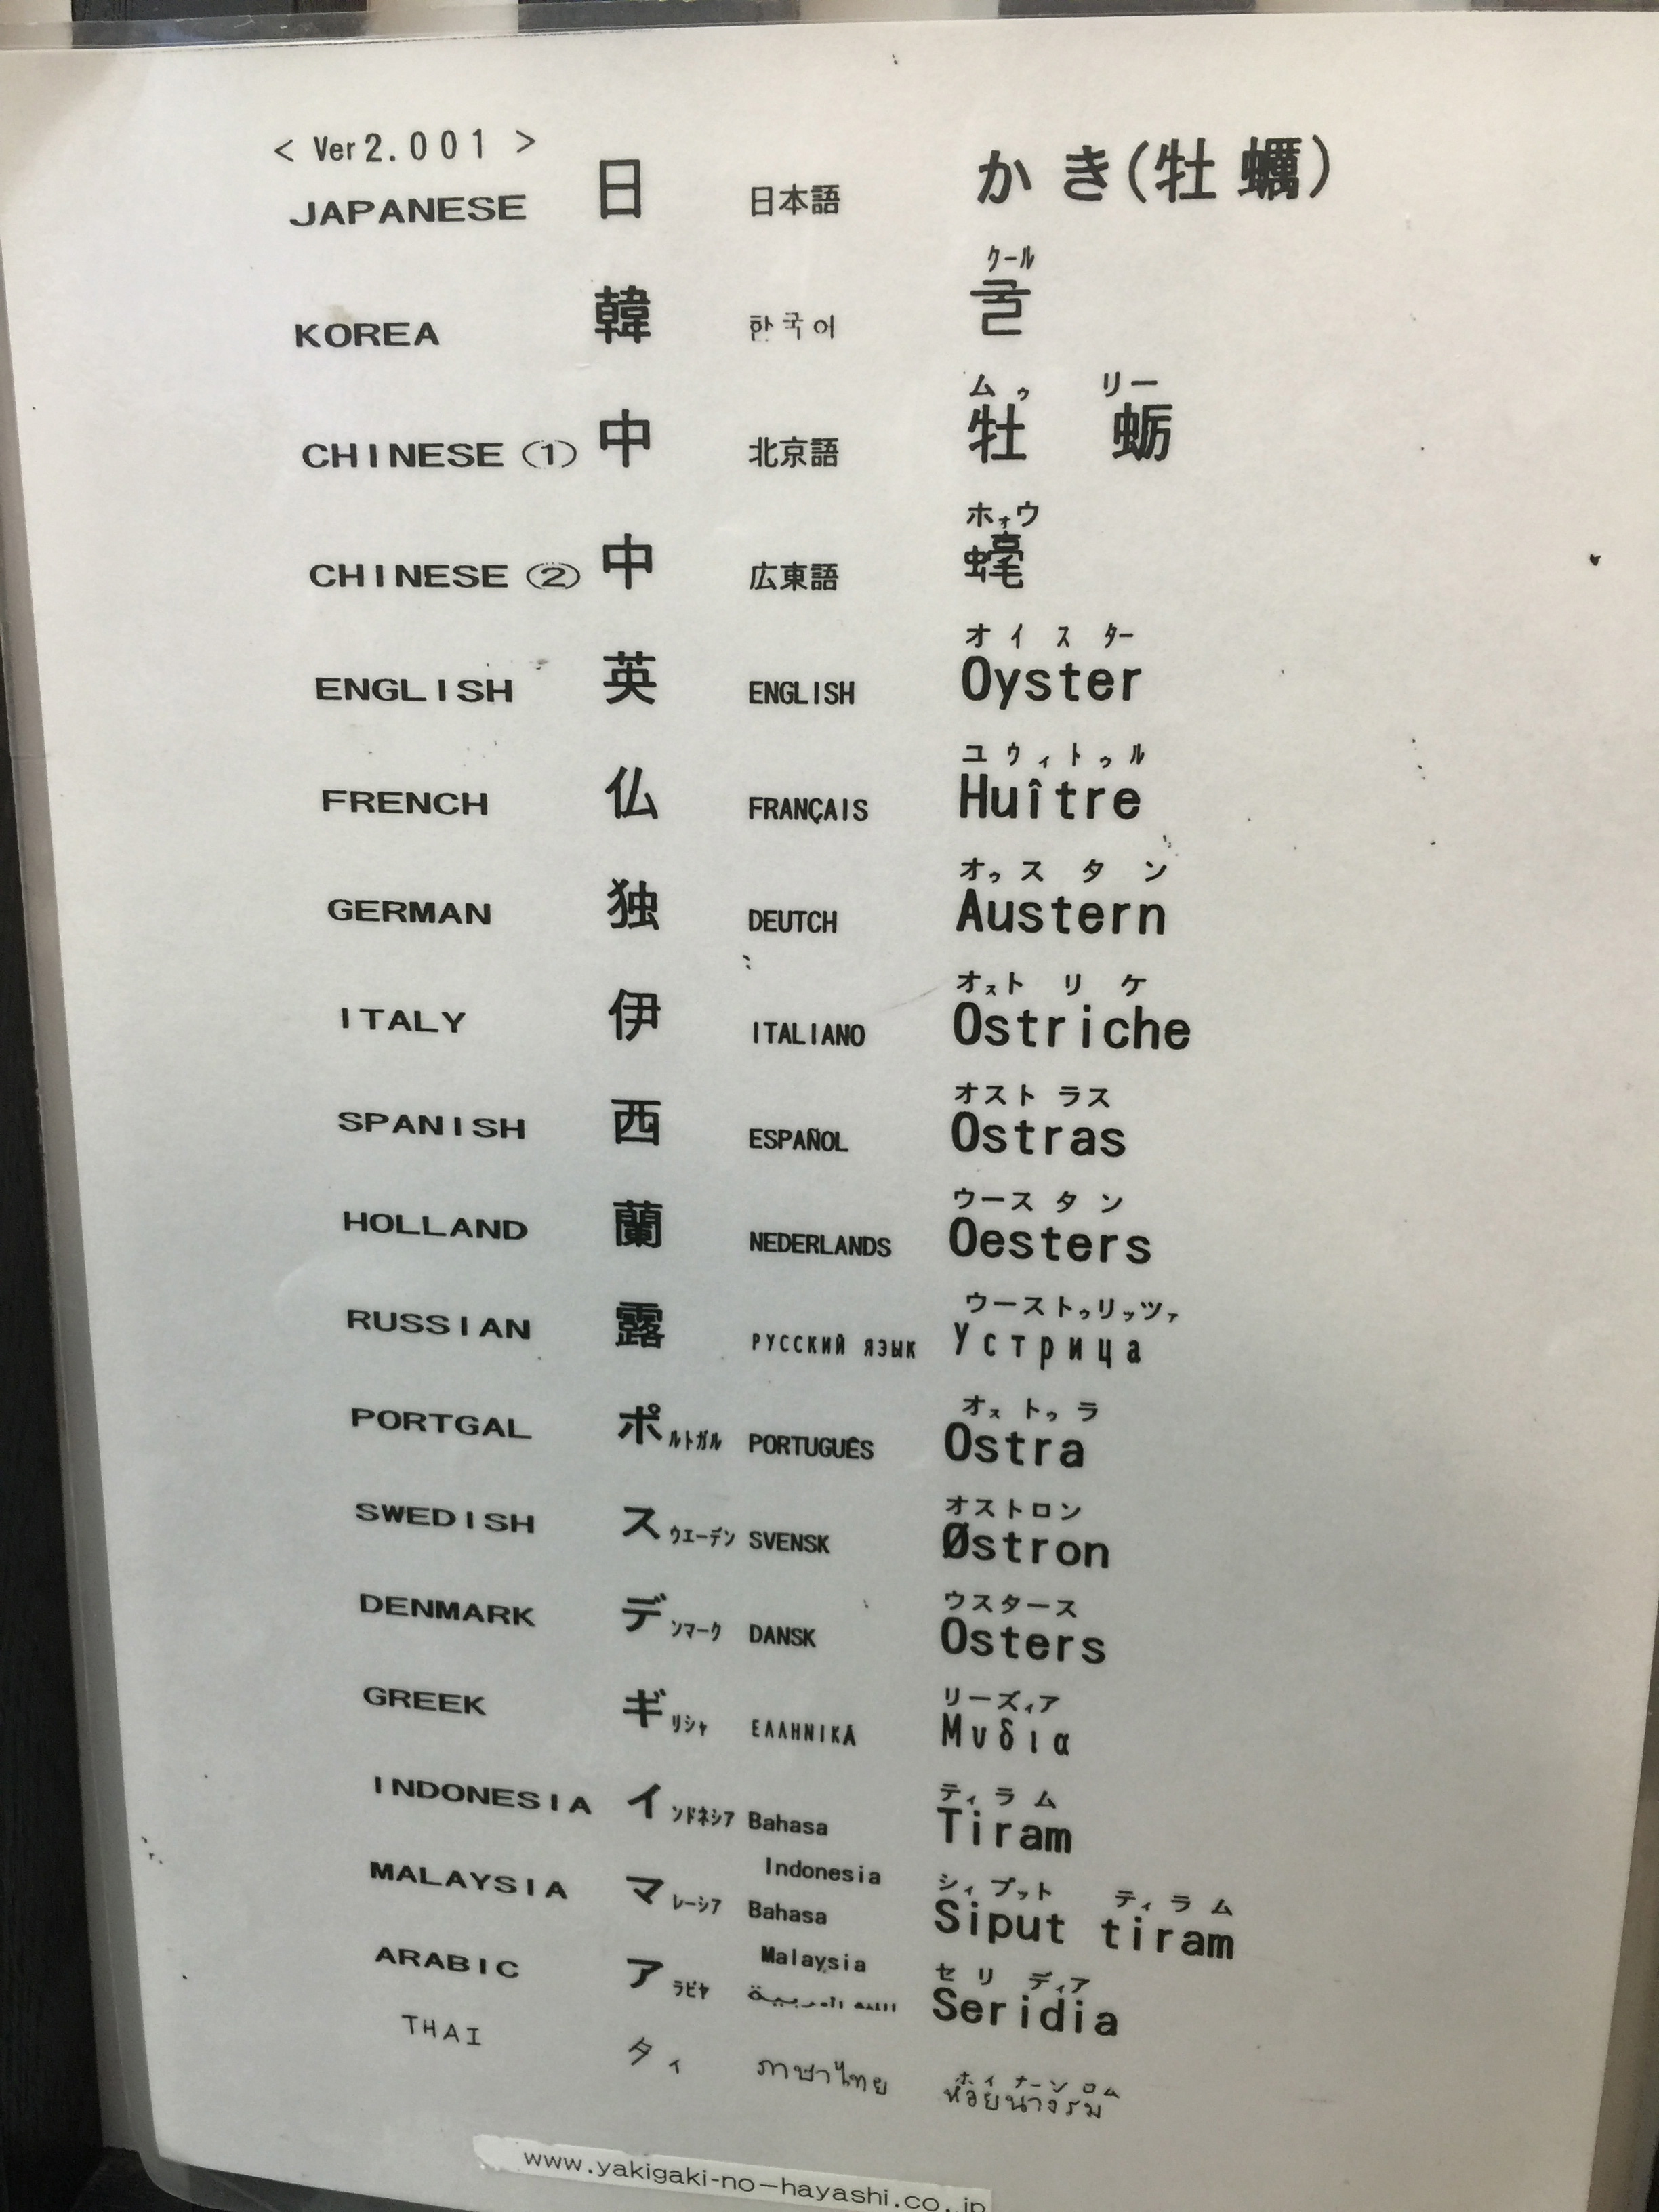 < Ver2.001 >
JAPANESE 日 日本語 かき(牡蠣)
クール
KOREA 韓 한국어 굴
ムゥ リー
CHINESE(1) 中 北京語 牡蛎
ホォウ
CHINESE(2) 中 広東語 蠔
オイスター
ENGLISH 英 ENGLISH Oyster
ユウィトゥル
FRENCH 仏 FRANÇAIS Huître
オゥスタン
GERMAN 独 DEUTCH Austern
オストリケ
ITALY 伊 ITALIANO Ostriche
オストラス
SPANISH 西 ESPAÑOL Ostras
ウースタン
HOLLAND 蘭 NEDERLANDS Oesters
ウーストゥリッツァ
RUSSIAN 露 РУССКИЙ ЯЗЫК Устрица
オストゥラ
PORTGAL ポルトガル PORTUGUÊS Ostra
オストロン
SWEDISH スウエーデン SVENSK Østron
ウスタース
DENMARK デンマーク DANSK Osters
リーズィア
GREEK ギリシャ ΕΛΛΗΝΙΚΆ Μυδια
ティラム
INDONESIA インドネシア Bahasa Tiram
Indonesia
シィプット ティラム
MALAYSIA マレーシア Bahasa Siput tiram
Malaysia
セリディア
ARABIC アラビヤ Seridia
ホイナーンロム
THAI タイ ภาษาไทย หอยนางรม
www.yakigaki-no-hayashi.co.jp